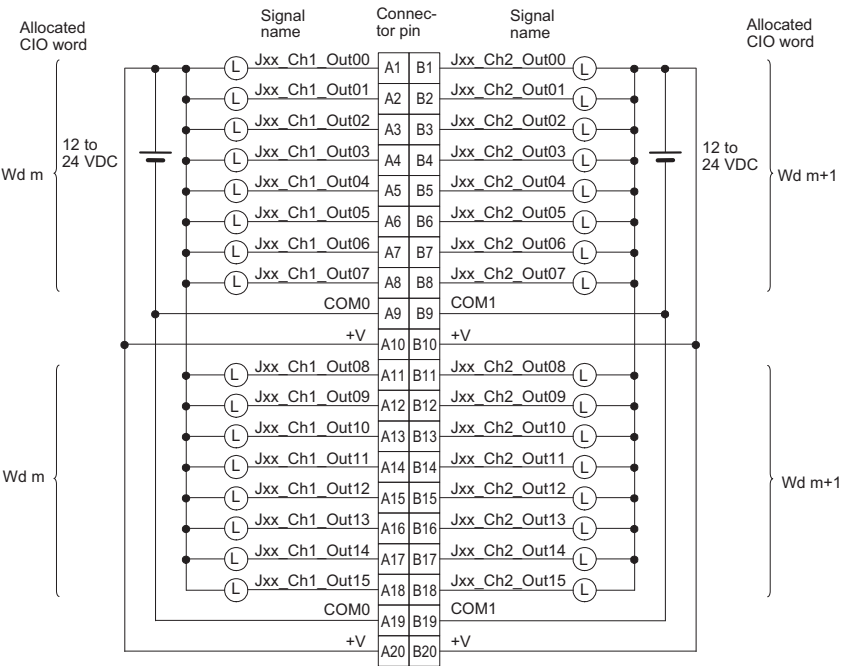 Allocated
CIO word
Signal
name
Connec-
tor pin
Signal
name
Allocated
CIO word
L Jxx_Ch1_Out00 A1 B1 Jxx_Ch2_Out00 L
L Jxx_Ch1_Out01 A2 B2 Jxx_Ch2_Out01 L
L Jxx_Ch1_Out02 A3 B3 Jxx_Ch2_Out02 L
12 to
24 VDC
12 to
24 VDC
L Jxx_Ch1_Out03 A4 B4 Jxx_Ch2_Out03 L
Wd m
Wd m+1
L Jxx_Ch1_Out04 A5 B5 Jxx_Ch2_Out04 L
L Jxx_Ch1_Out05 A6 B6 Jxx_Ch2_Out05 L
L Jxx_Ch1_Out06 A7 B7 Jxx_Ch2_Out06 L
L Jxx_Ch1_Out07 A8 B8 Jxx_Ch2_Out07 L
COM0 A9 B9 COM1
+V A10 B10 +V
L Jxx_Ch1_Out08 A11 B11 Jxx_Ch2_Out08 L
L Jxx_Ch1_Out09 A12 B12 Jxx_Ch2_Out09 L
L Jxx_Ch1_Out10 A13 B13 Jxx_Ch2_Out10 L
L Jxx_Ch1_Out11 A14 B14 Jxx_Ch2_Out11 L
Wd m
Wd m+1
L Jxx_Ch1_Out12 A15 B15 Jxx_Ch2_Out12 L
L Jxx_Ch1_Out13 A16 B16 Jxx_Ch2_Out13 L
L Jxx_Ch1_Out14 A17 B17 Jxx_Ch2_Out14 L
L Jxx_Ch1_Out15 A18 B18 Jxx_Ch2_Out15 L
COM0 A19 B19 COM1
+V A20 B20 +V